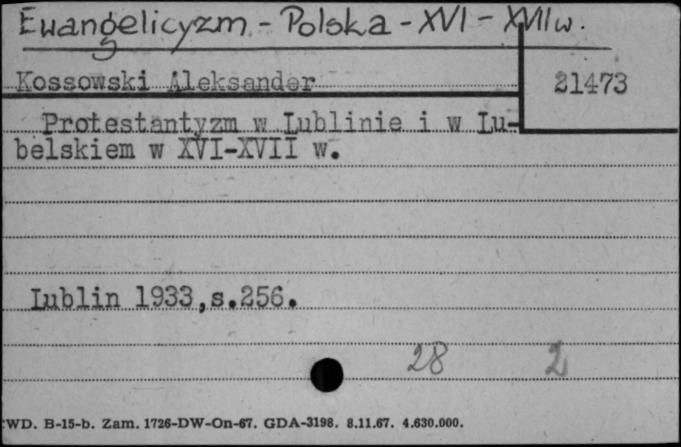 Ewangelicyzm - Polska - XVI - XVII w.
Kossowski Aleksander
21473
Protestantyzm w Lublinie i w Lu-
belskiem w XVI-XVII w.
Lublin 1933,s.256.
28 2
WD. B-15-b. Zam. 1726-DW-On-67. GDA-3198. 8.11.67. 4.630.000.